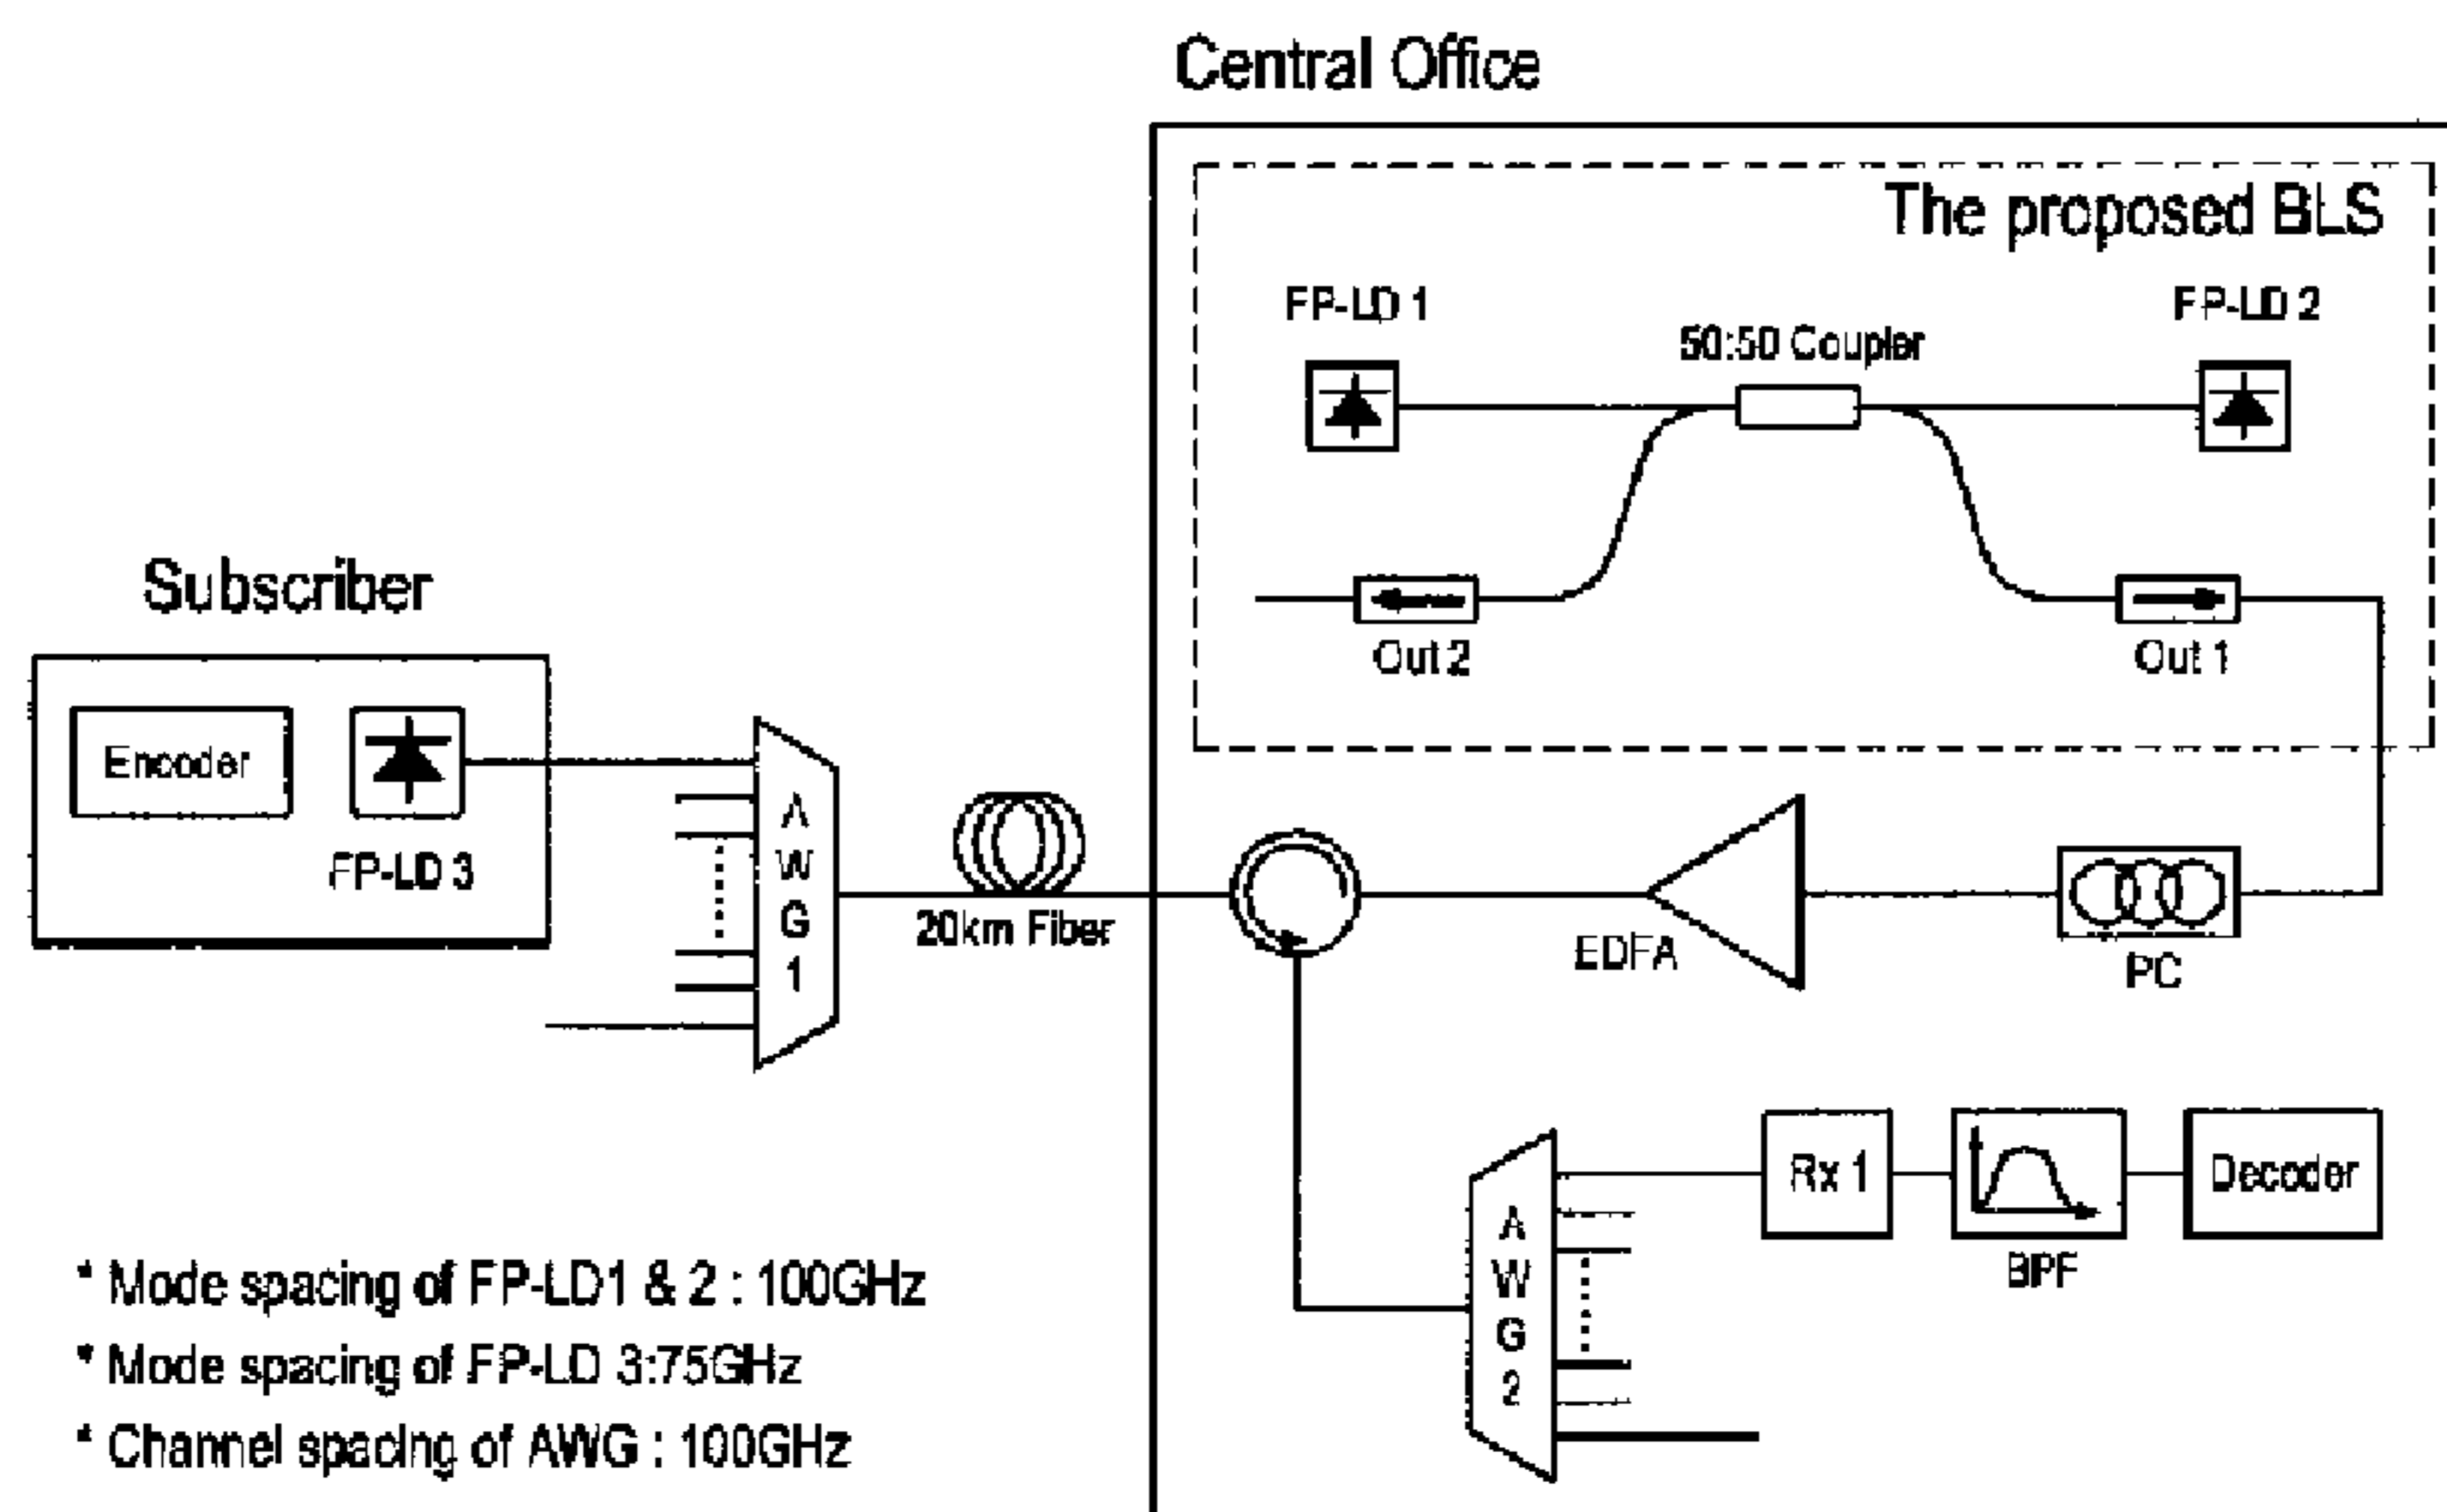 Central Office
The proposed BLS
FP-LD 1
FP-LD 2
50:50 Coupler
Out 2
Out 1
Subscriber
Encoder
FP-LD 3
A
W
G
1
20km Fiber
EDFA
PC
A
W
G
2
Rx 1
BPF
Decoder
* Mode spacing of FP-LD1 & 2 : 100GHz
* Mode spacing of FP-LD 3:75GHz
* Channel spacing of AWG : 100GHz